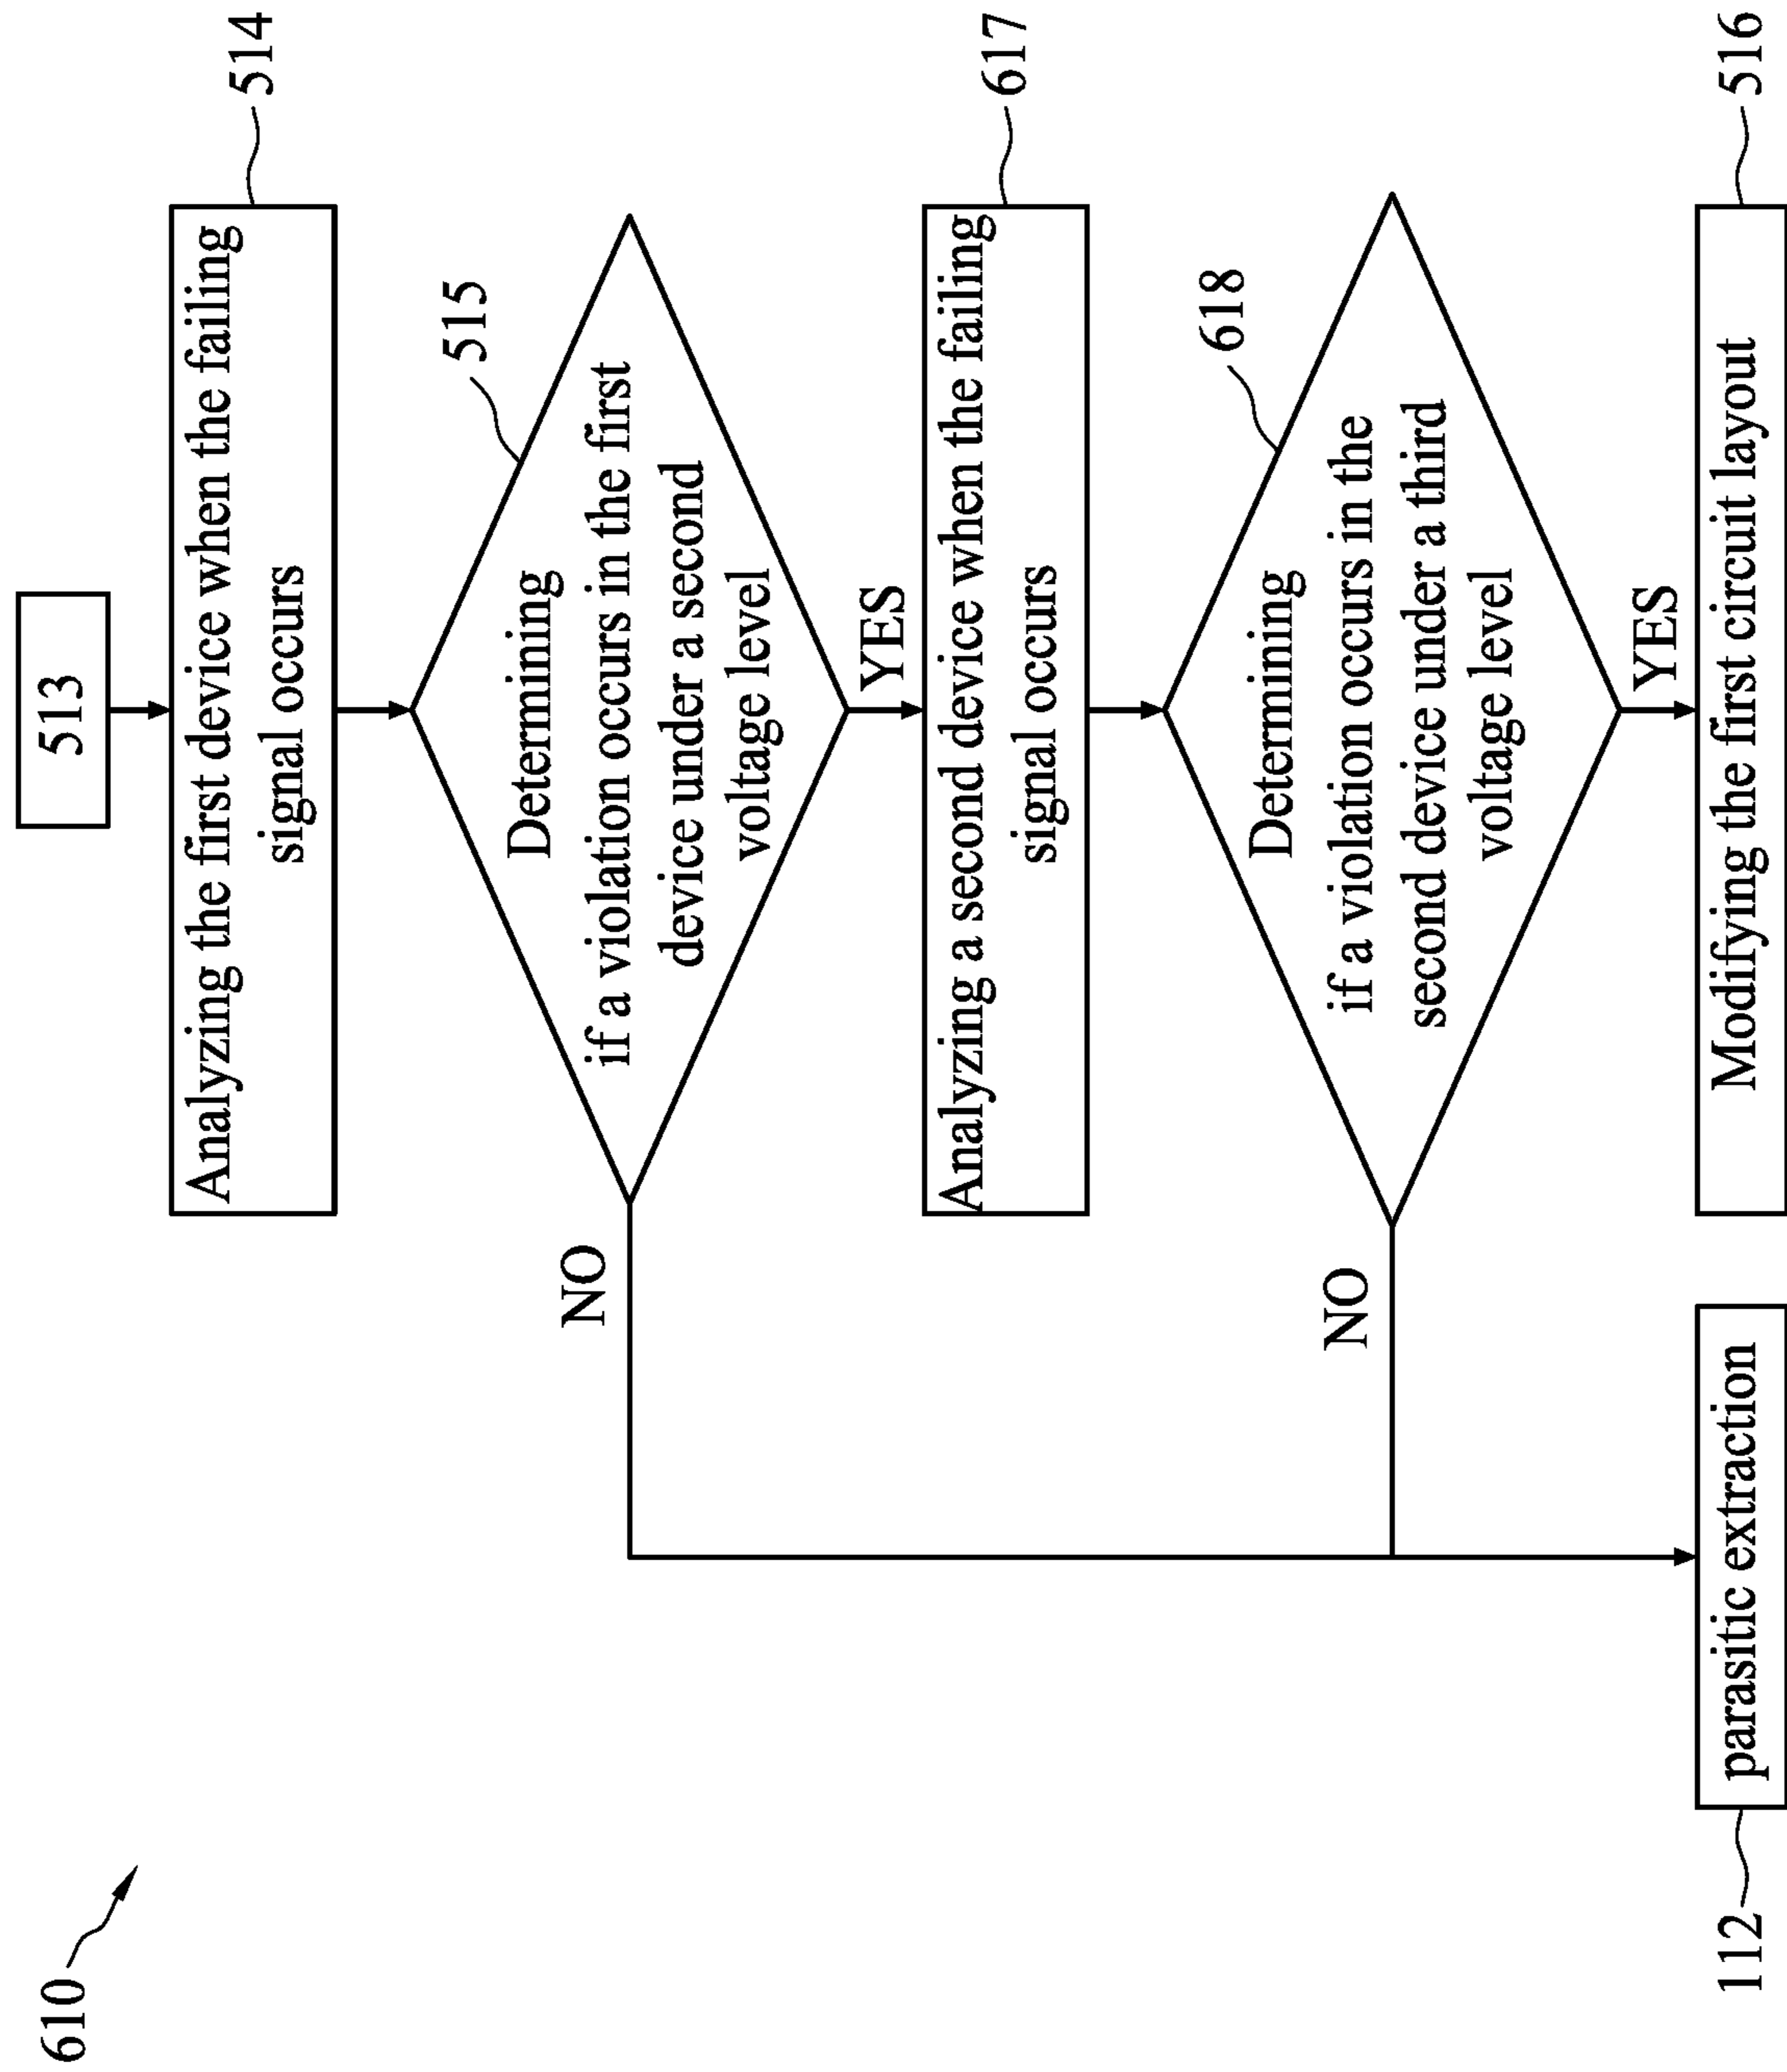 610
513
Analyzing the first device when the failing
signal occurs
514
Determining
if a violation occurs in the first
device under a second
voltage level
515
NO
YES
Analyzing a second device when the failing
signal occurs
617
Determining
if a violation occurs in the
second device under a third
voltage level
618
NO
YES
112
parasitic extraction
Modifying the first circuit layout
516